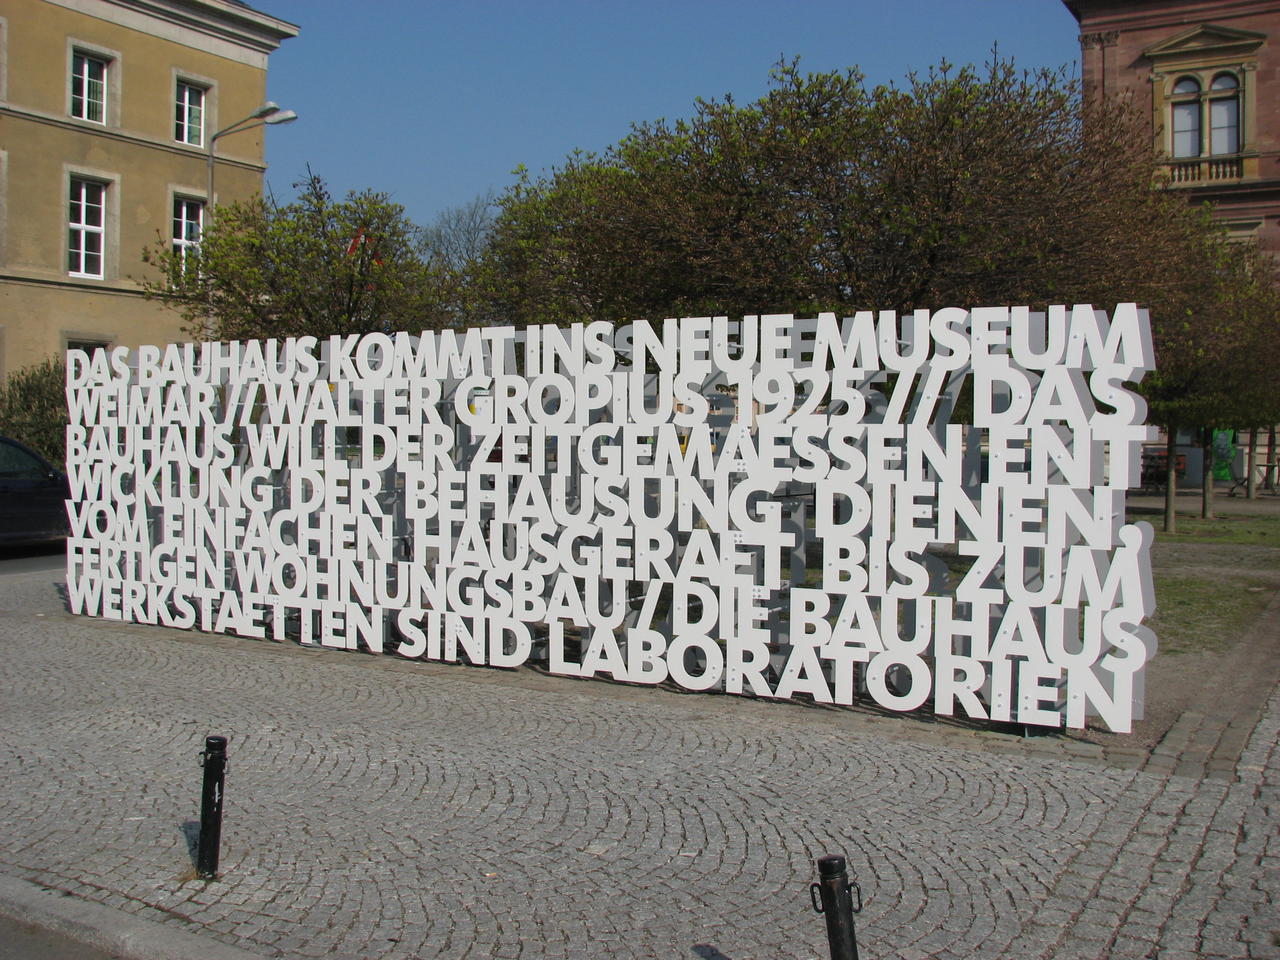 DAS BAUHAUS KOMMT INS NEUE MUSEUM
WEIMAR // WALTER GROPIUS 1925 // DAS
BAUHAUS WILL DER ZEITGEMAESSEN ENT
WICKLUNG DER BEHAUSUNG DIENEN,
VOM EINFACHEN HAUSGERAET BIS ZUM
FERTIGEN WOHNUNGSBAU / DIE BAUHAUS
WERKSTAETTEN SIND LABORATORIEN